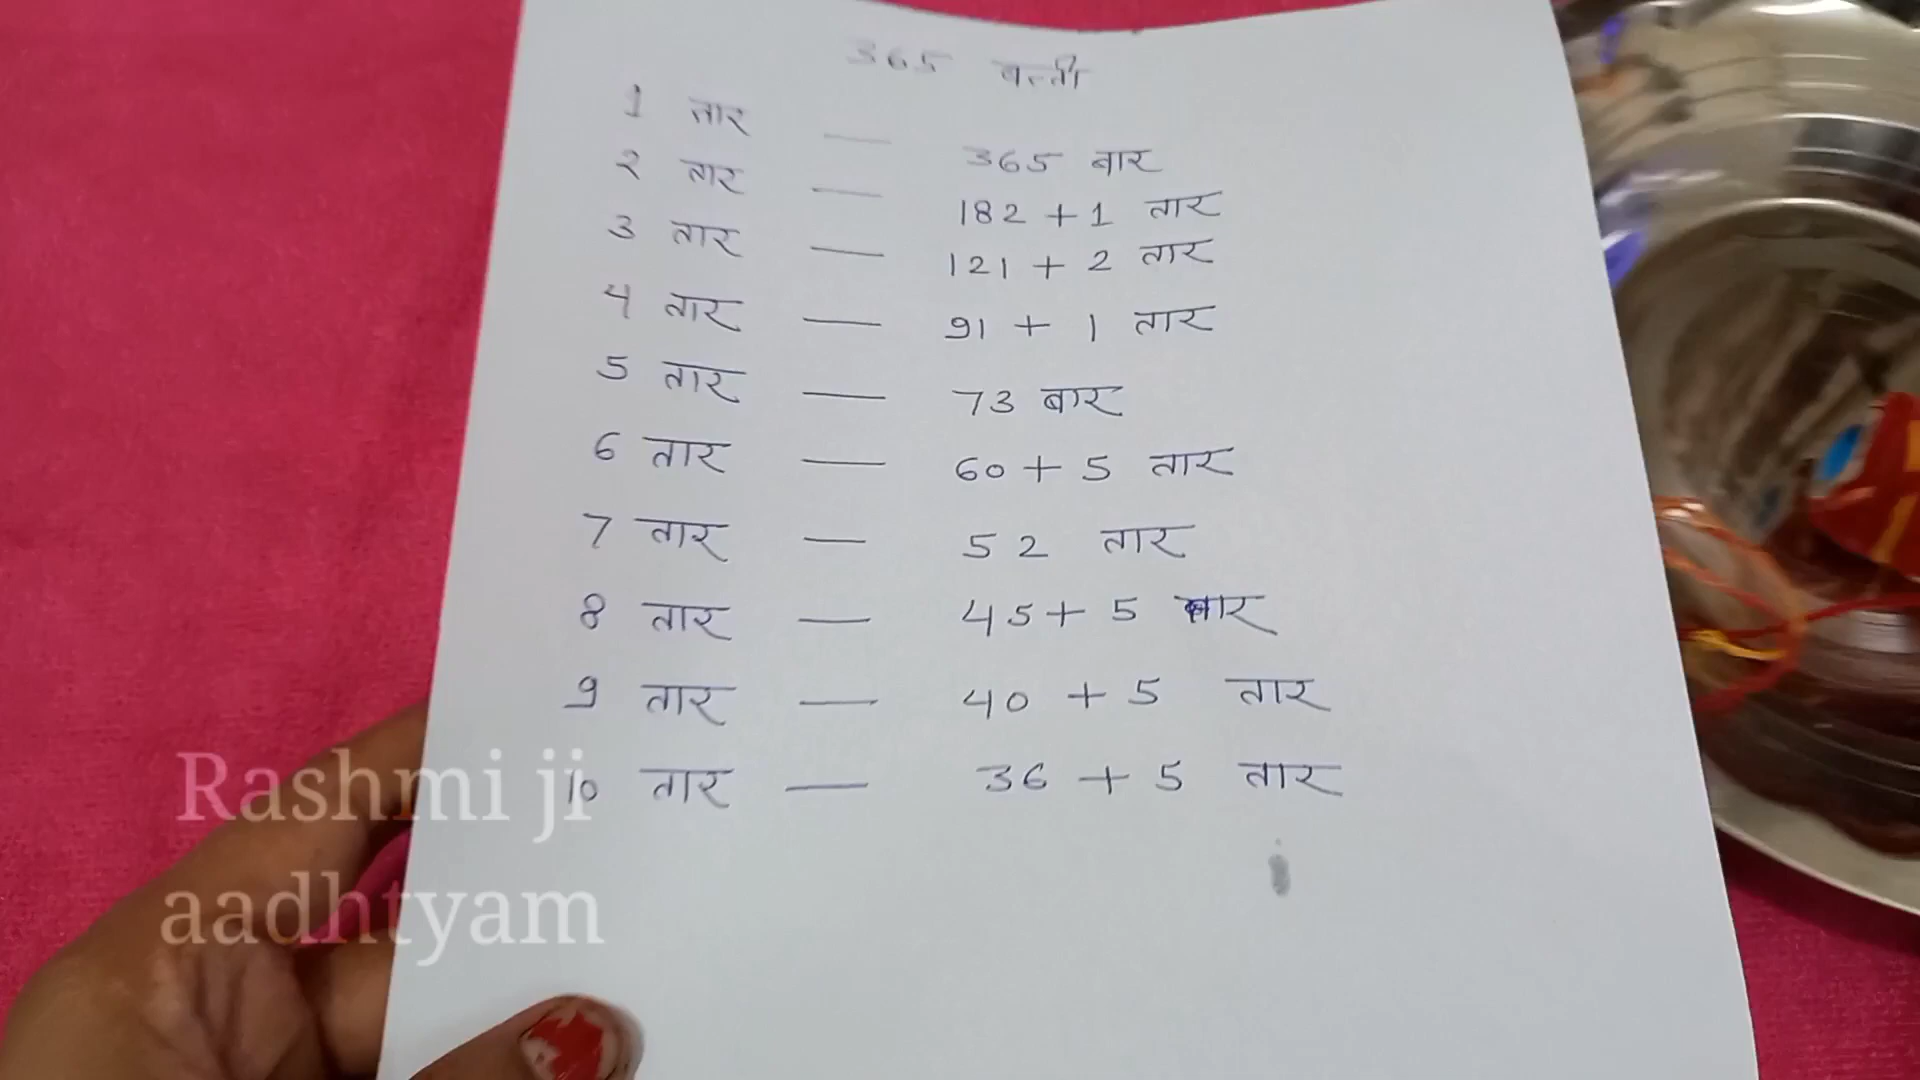 365 बत्ती
1 तार — 365 बार
2 तार — 182 + 1 तार
3 तार — 121 + 2 तार
4 तार — 91 + 1 तार
5 तार — 73 बार
6 तार — 60 + 5 तार
7 तार — 52 तार
8 तार — 45 + 5 तार
9 तार — 40 + 5 तार
10 तार — 36 + 5 तार
Rashmi ji
aadhtyam